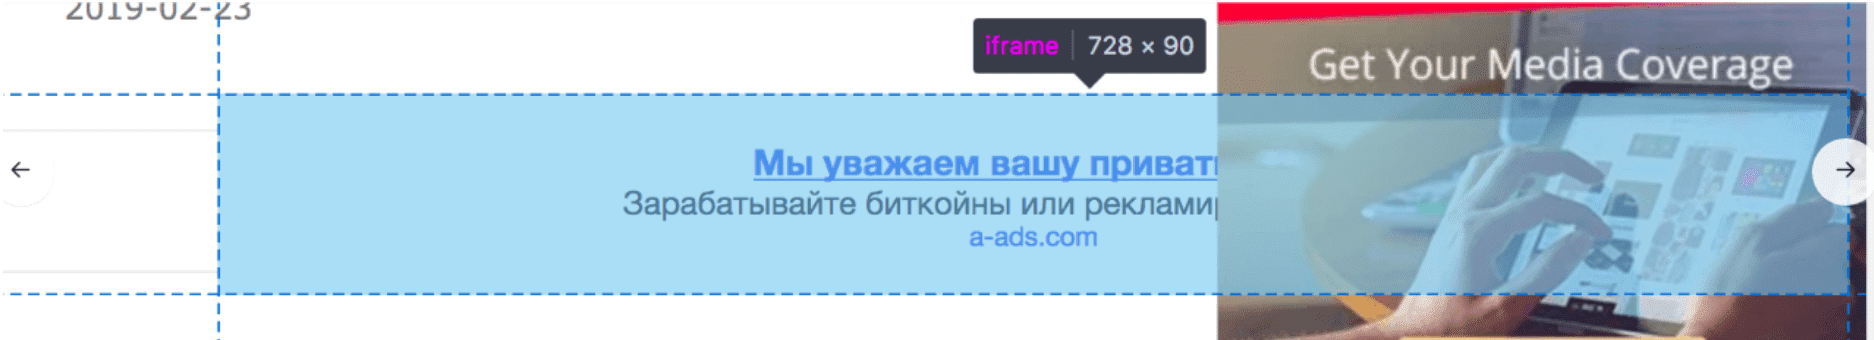 2019-02-23
iframe 728 × 90
Get Your Media Coverage
←
Мы уважаем вашу приват
Зарабатывайте биткойны или реклами
a-ads.com
→